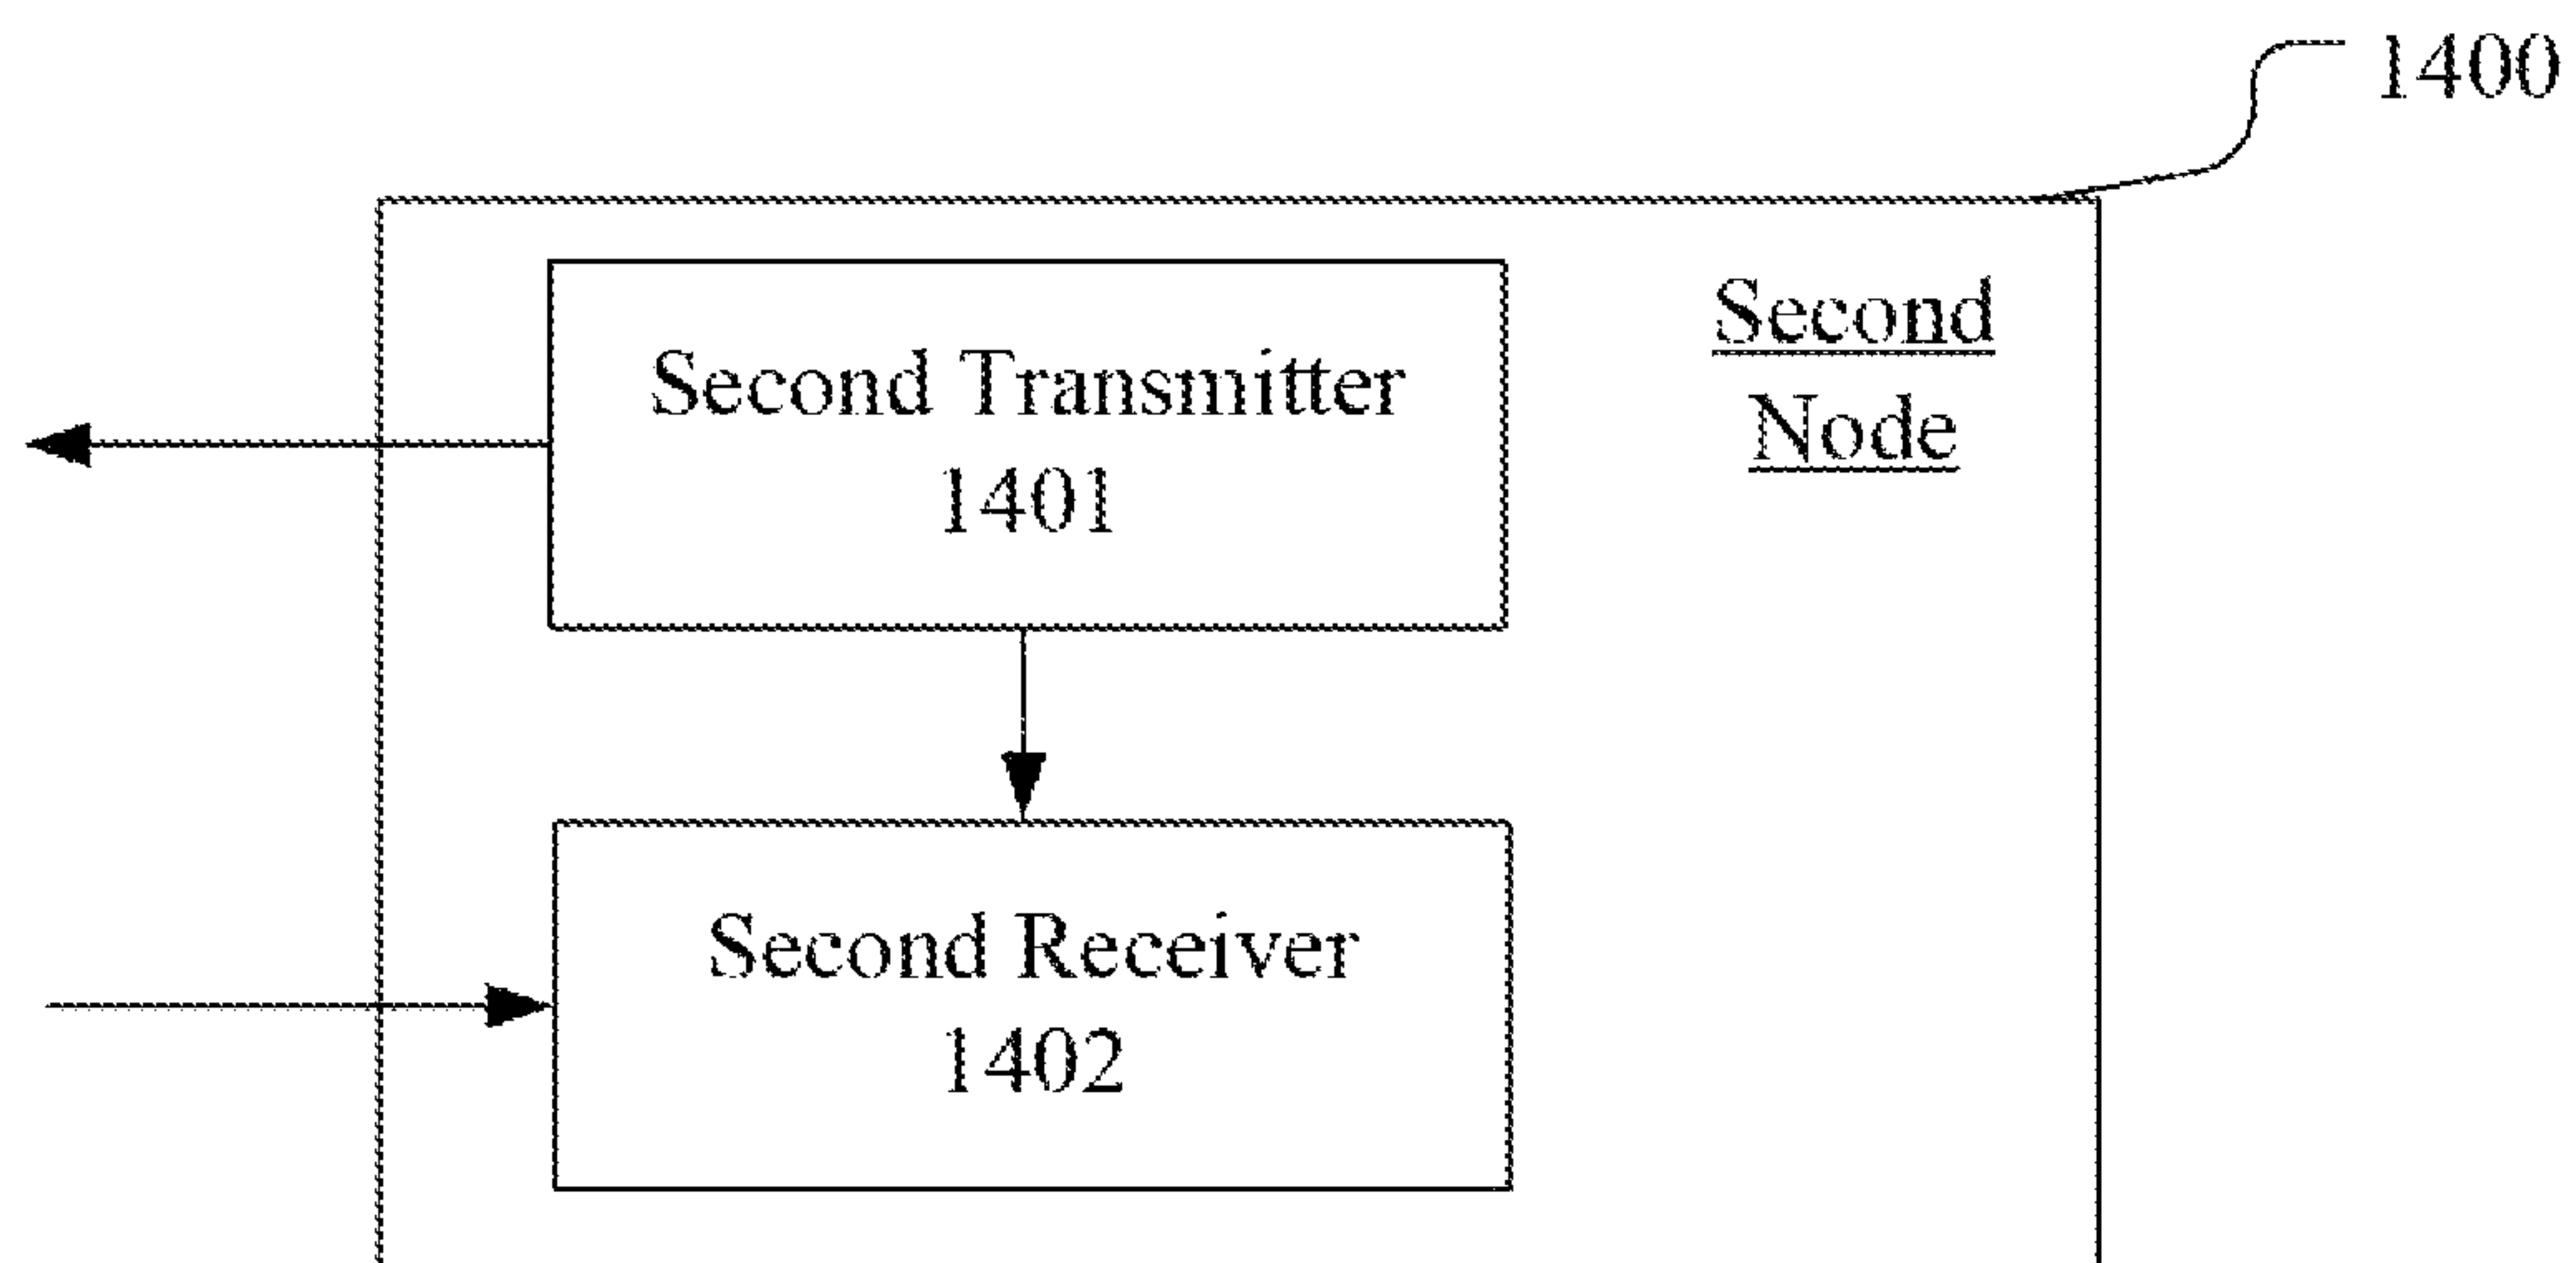 1400
Second
Node
Second Transmitter
1401
Second Receiver
1402